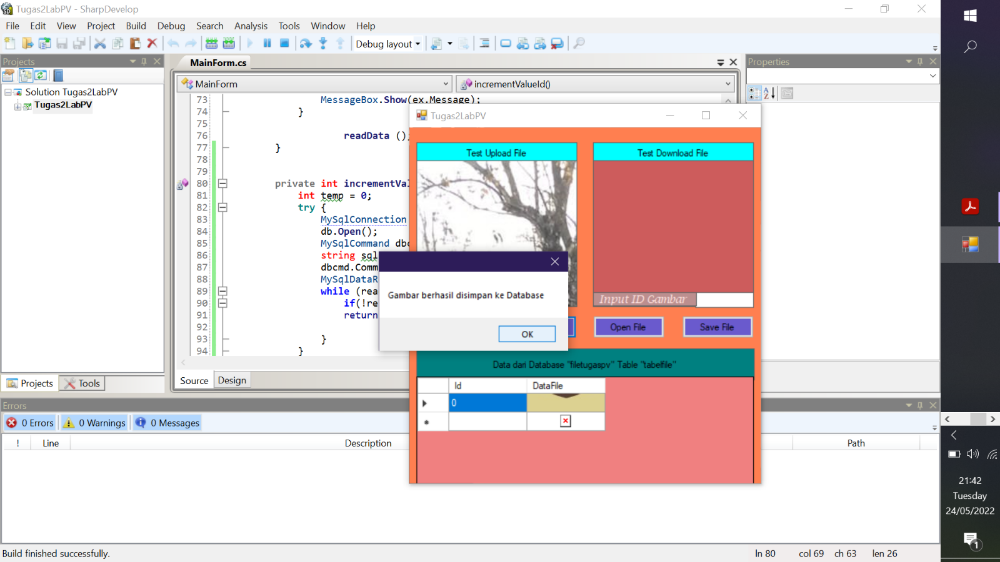 Tugas2LabPV - SharpDevelop
File Edit View Project Build Debug Search Analysis Tools Window Help
Debug layout
Projects
Solution Tugas2LabPV
Tugas2LabPV
Projects Tools
MainForm.cs
MainForm incrementValueId()
73 MessageBox.Show(ex.Message);
74 }
75
76 readData ();
77 }
78
79
80 private int incrementVal
81 int temp = 0;
82 try {
83 MySqlConnection
84 db.Open();
85 MySqlCommand dbc
86 string sql
87 dbcmd.Comm
88 MySqlDataR
89 while (rea
90 if(!re
91 return
92
93 }
94 }
Source Design
Properties
Tugas2LabPV
Test Upload File
Test Download File
Input ID Gambar
Open File
Save File
Gambar berhasil disimpan ke Database
OK
Data dari Database "filetugaspv" Table "tabelfile"
Id DataFile
0
Errors
0 Errors 0 Warnings 0 Messages
! Line Description Path
Build finished successfully.
ln 80 col 69 ch 63 len 26
21:42
Tuesday
24/05/2022
1